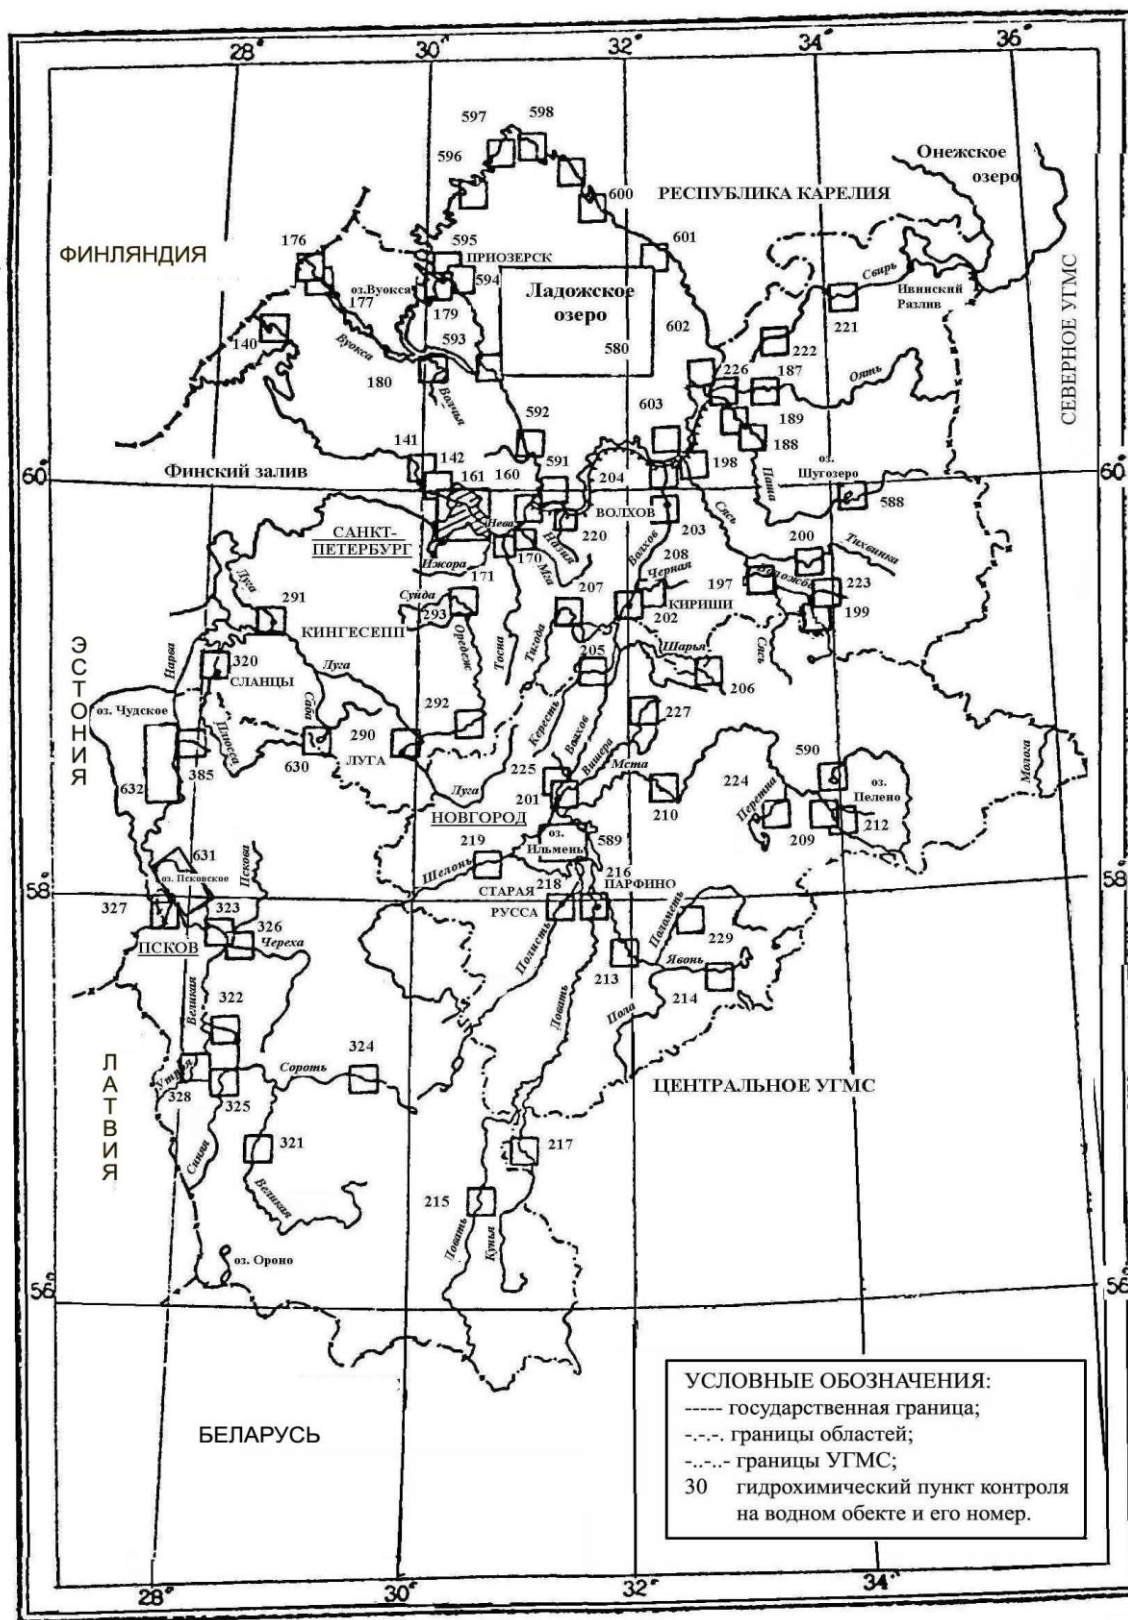 28°
30°
32°
34°
36°
597
598
596
600
Онежское
озеро
РЕСПУБЛИКА КАРЕЛИЯ
ФИНЛЯНДИЯ
176
595
ПРИОЗЕРСК
601
Свирь
Ивинский
Разлив
СЕВЕРНОЕ УГМС
оз.Вуокса
594
177
179
Ладожское
озеро
221
140
Вуокса
593
580
602
222
180
Волчья
226
187
Оять
592
603
189
188
141
142
Финский залив
161
160
591
204
198
оз.
Шугозеро
60°
60°
Паша
588
Нева
ВОЛХОВ
Сясь
САНКТ-
ПЕТЕРБУРГ
220
203
200
Тихвинка
Назия
Волхов
Ижора
170
171
Мга
208
Черная
197
223
Луга
Суйда
207
КИРИШИ
199
291
293
202
КИНГЕСЕПП
Оредеж
Тосна
Тигода
205
Шарья
Сясь
ЭСТОНИЯ
Нарва
320
СЛАНЦЫ
Луга
206
оз. Чудское
Саба
292
227
Плюсса
290
Кересть
Волхов
Вишера
590
Молога
385
630
ЛУГА
Мста
632
Луга
225
224
оз.
Пелено
201
Перетна
НОВГОРОД
210
209
212
219
оз.
Ильмень
589
631
Пскова
Шелонь
оз. Псковское
216
58°
58°
218
СТАРАЯ
РУССА
ПАРФИНО
327
323
326
Полометь
ПСКОВ
Череха
229
Полисть
213
Явонь
Великая
322
Ловать
214
Пола
ЛАТВИЯ
Сороть
324
ЦЕНТРАЛЬНОЕ УГМС
328
325
321
217
Синяя
Великая
215
Ловать
Кунья
оз. Ороно
56°
56°
БЕЛАРУСЬ
УСЛОВНЫЕ ОБОЗНАЧЕНИЯ:
----- государственная граница;
-.-.-. границы областей;
-..-..- границы УГМС;
30 гидрохимический пункт контроля
на водном обекте и его номер.
28°
30°
32°
34°